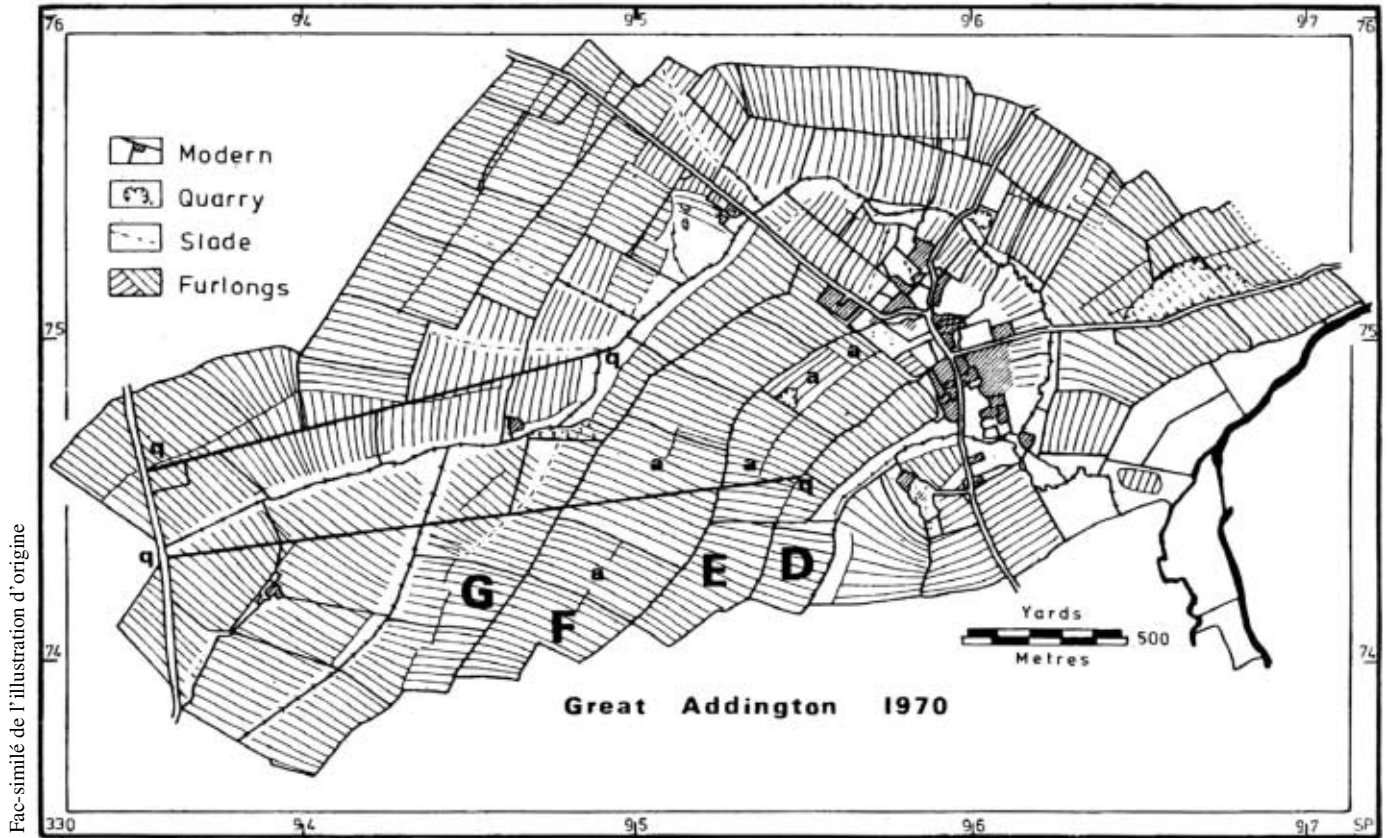 76
94
95
96
97
76
Modern
Quarry
Slade
Furlongs
75
75
a
a
q
q
a
a
q
q
a
G
F
E
D
Yards
500
Metres
74
74
Great Addington 1970
330
94
95
96
97
SP
Fac-similé de l'illustration d'origine